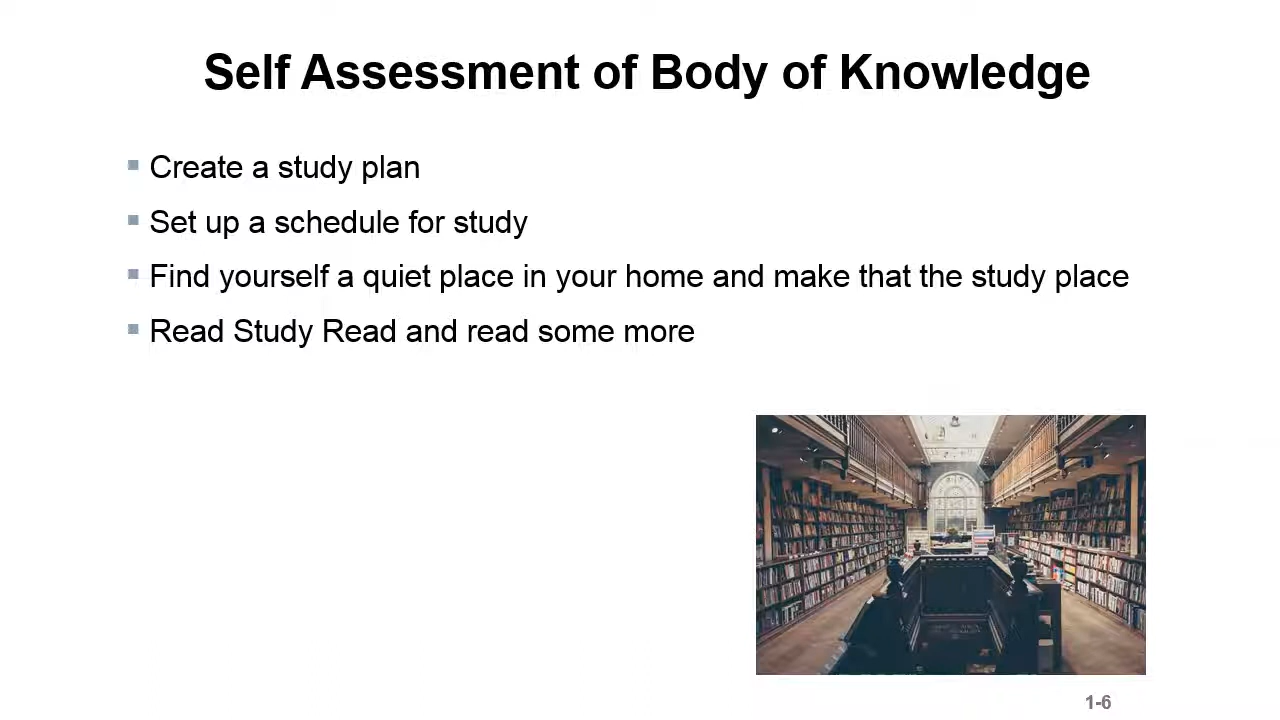 Self Assessment of Body of Knowledge
Create a study plan
Set up a schedule for study
Find yourself a quiet place in your home and make that the study place
Read Study Read and read some more
1-6